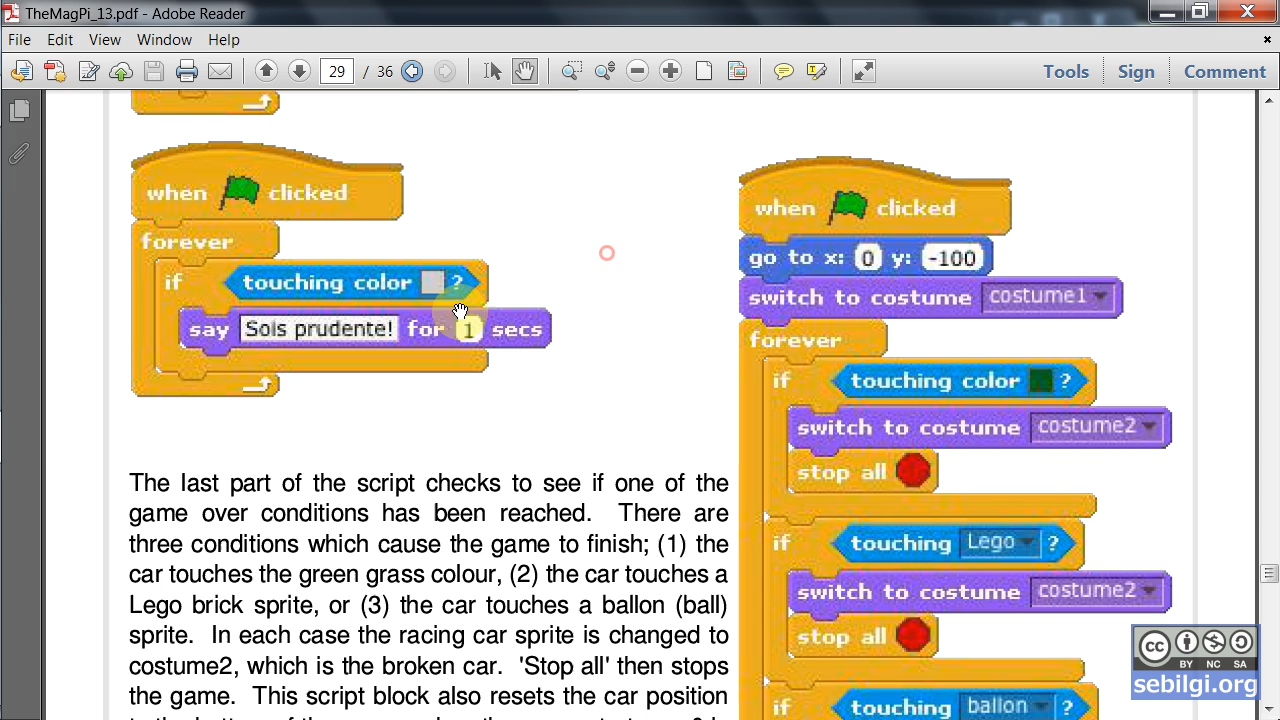 TheMagPi_13.pdf - Adobe Reader
File Edit View Window Help
29 / 36
Tools Sign Comment
when clicked
forever
if touching color ?
say Sois prudente! for 1 secs
The last part of the script checks to see if one of the
game over conditions has been reached. There are
three conditions which cause the game to finish; (1) the
car touches the green grass colour, (2) the car touches a
Lego brick sprite, or (3) the car touches a ballon (ball)
sprite. In each case the racing car sprite is changed to
costume2, which is the broken car. 'Stop all' then stops
the game. This script block also resets the car position
when clicked
go to x: 0 y: -100
switch to costume costume1
forever
if touching color ?
switch to costume costume2
stop all
if touching Lego ?
switch to costume costume2
stop all
if touching ballon ?
cc BY NC SA
sebilgi.org